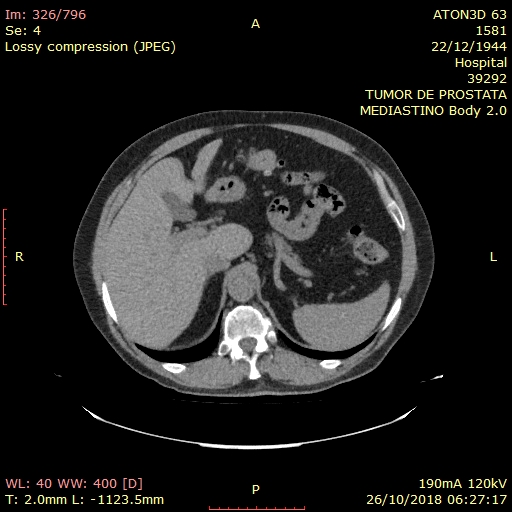 Im: 326/796
Se: 4
Lossy compression (JPEG)
A
ATON3D 63
1581
22/12/1944
Hospital
39292
TUMOR DE PROSTATA
MEDIASTINO Body 2.0
R
L
WL: 40 WW: 400 [D]
T: 2.0mm L: -1123.5mm
P
190mA 120kV
26/10/2018 06:27:17